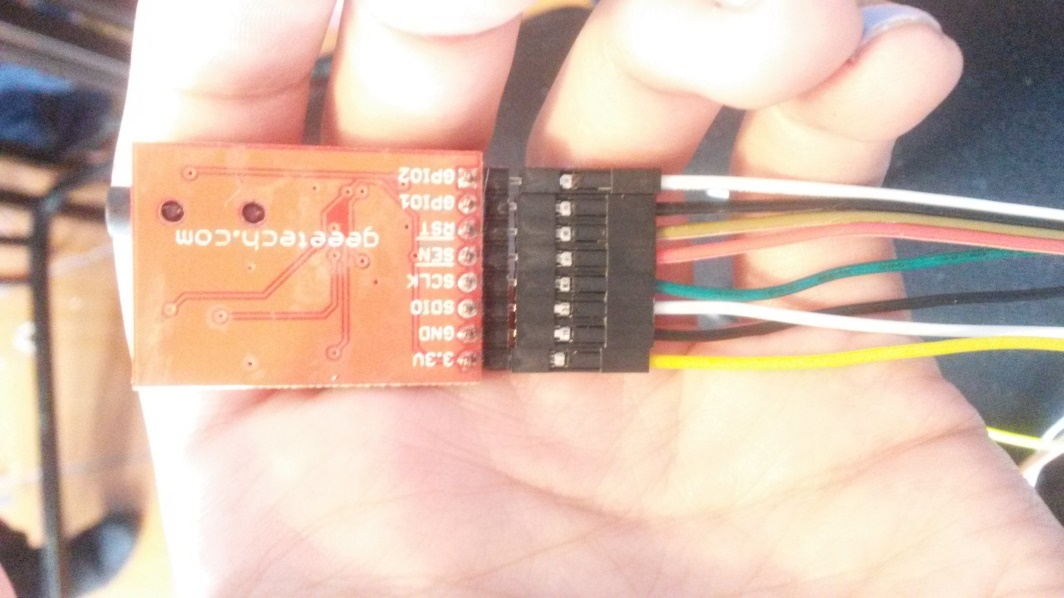 3.3V
GND
SDIO
SCLK
SEN
RST
GPIO1
GPIO2
geeetech.com